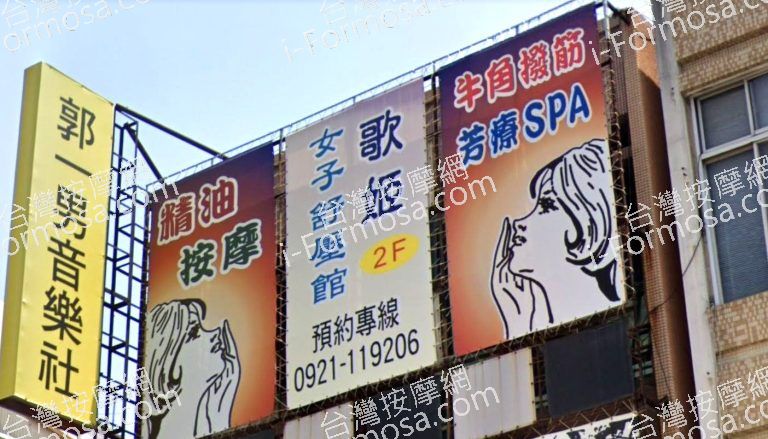 郭一男音樂社
精油
按摩
歌姬
女子舒壓館
2F
預約專線
0921-119206
牛角撥筋
芳療SPA
台灣按摩網
i-Formosa.com